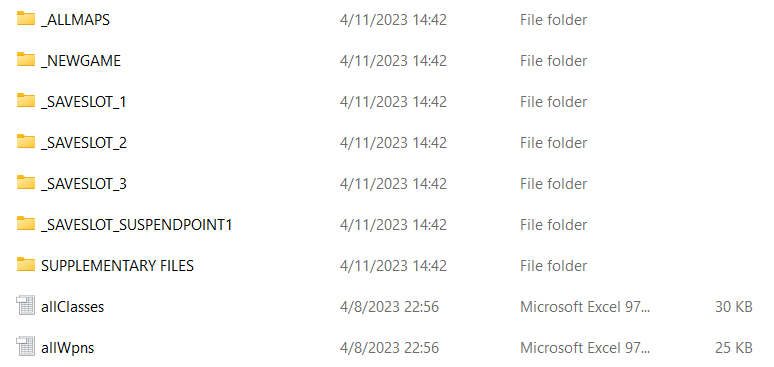 _ALLMAPS 4/11/2023 14:42 File folder
_NEWGAME 4/11/2023 14:42 File folder
_SAVESLOT_1 4/11/2023 14:42 File folder
_SAVESLOT_2 4/11/2023 14:42 File folder
_SAVESLOT_3 4/11/2023 14:42 File folder
_SAVESLOT_SUSPENDPOINT1 4/11/2023 14:42 File folder
SUPPLEMENTARY FILES 4/11/2023 14:42 File folder
allClasses 4/8/2023 22:56 Microsoft Excel 97... 30 KB
allWpns 4/8/2023 22:56 Microsoft Excel 97... 25 KB